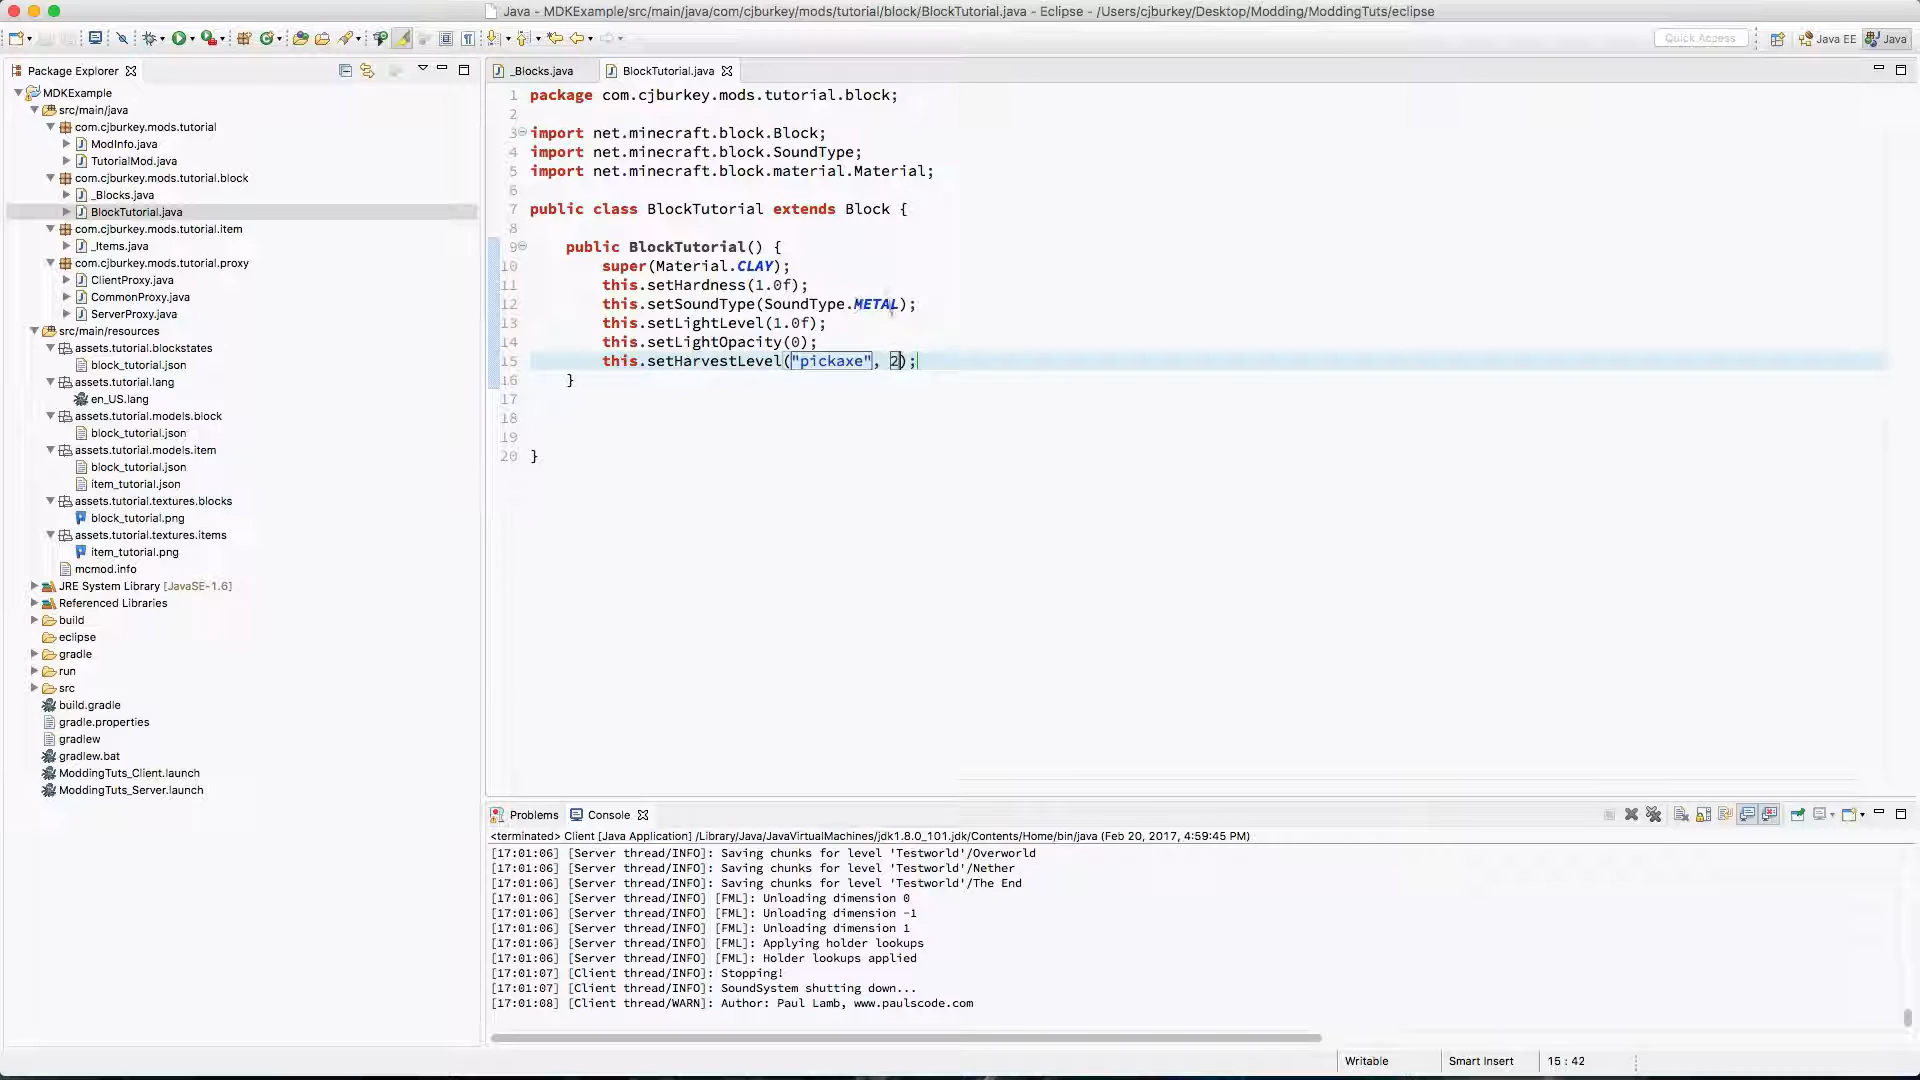 Java - MDKExample/src/main/java/com/cjburkey/mods/tutorial/block/BlockTutorial.java - Eclipse - /Users/cjburkey/Desktop/Modding/ModdingTuts/eclipse
Quick Access
Java EE
Java
Package Explorer
_Blocks.java
BlockTutorial.java
MDKExample
src/main/java
com.cjburkey.mods.tutorial
ModInfo.java
TutorialMod.java
com.cjburkey.mods.tutorial.block
_Blocks.java
BlockTutorial.java
com.cjburkey.mods.tutorial.item
_Items.java
com.cjburkey.mods.tutorial.proxy
ClientProxy.java
CommonProxy.java
ServerProxy.java
src/main/resources
assets.tutorial.blockstates
block_tutorial.json
assets.tutorial.lang
en_US.lang
assets.tutorial.models.block
block_tutorial.json
assets.tutorial.models.item
block_tutorial.json
item_tutorial.json
assets.tutorial.textures.blocks
block_tutorial.png
assets.tutorial.textures.items
item_tutorial.png
mcmod.info
JRE System Library [JavaSE-1.6]
Referenced Libraries
build
eclipse
gradle
run
src
build.gradle
gradle.properties
gradlew
gradlew.bat
ModdingTuts_Client.launch
ModdingTuts_Server.launch
1 package com.cjburkey.mods.tutorial.block;
2
3 import net.minecraft.block.Block;
4 import net.minecraft.block.SoundType;
5 import net.minecraft.block.material.Material;
6
7 public class BlockTutorial extends Block {
8
9 public BlockTutorial() {
10 super(Material.CLAY);
11 this.setHardness(1.0f);
12 this.setSoundType(SoundType.METAL);
13 this.setLightLevel(1.0f);
14 this.setLightOpacity(0);
15 this.setHarvestLevel("pickaxe", 2);
16 }
17
18
19
20 }
Problems
Console
<terminated> Client [Java Application] /Library/Java/JavaVirtualMachines/jdk1.8.0_101.jdk/Contents/Home/bin/java (Feb 20, 2017, 4:59:45 PM)
[17:01:06] [Server thread/INFO]: Saving chunks for level 'Testworld'/Overworld
[17:01:06] [Server thread/INFO]: Saving chunks for level 'Testworld'/Nether
[17:01:06] [Server thread/INFO]: Saving chunks for level 'Testworld'/The End
[17:01:06] [Server thread/INFO] [FML]: Unloading dimension 0
[17:01:06] [Server thread/INFO] [FML]: Unloading dimension -1
[17:01:06] [Server thread/INFO] [FML]: Unloading dimension 1
[17:01:06] [Server thread/INFO] [FML]: Applying holder lookups
[17:01:06] [Server thread/INFO] [FML]: Holder lookups applied
[17:01:07] [Client thread/INFO]: Stopping!
[17:01:07] [Client thread/INFO]: SoundSystem shutting down...
[17:01:08] [Client thread/WARN]: Author: Paul Lamb, www.paulscode.com
Writable
Smart Insert
15 : 42